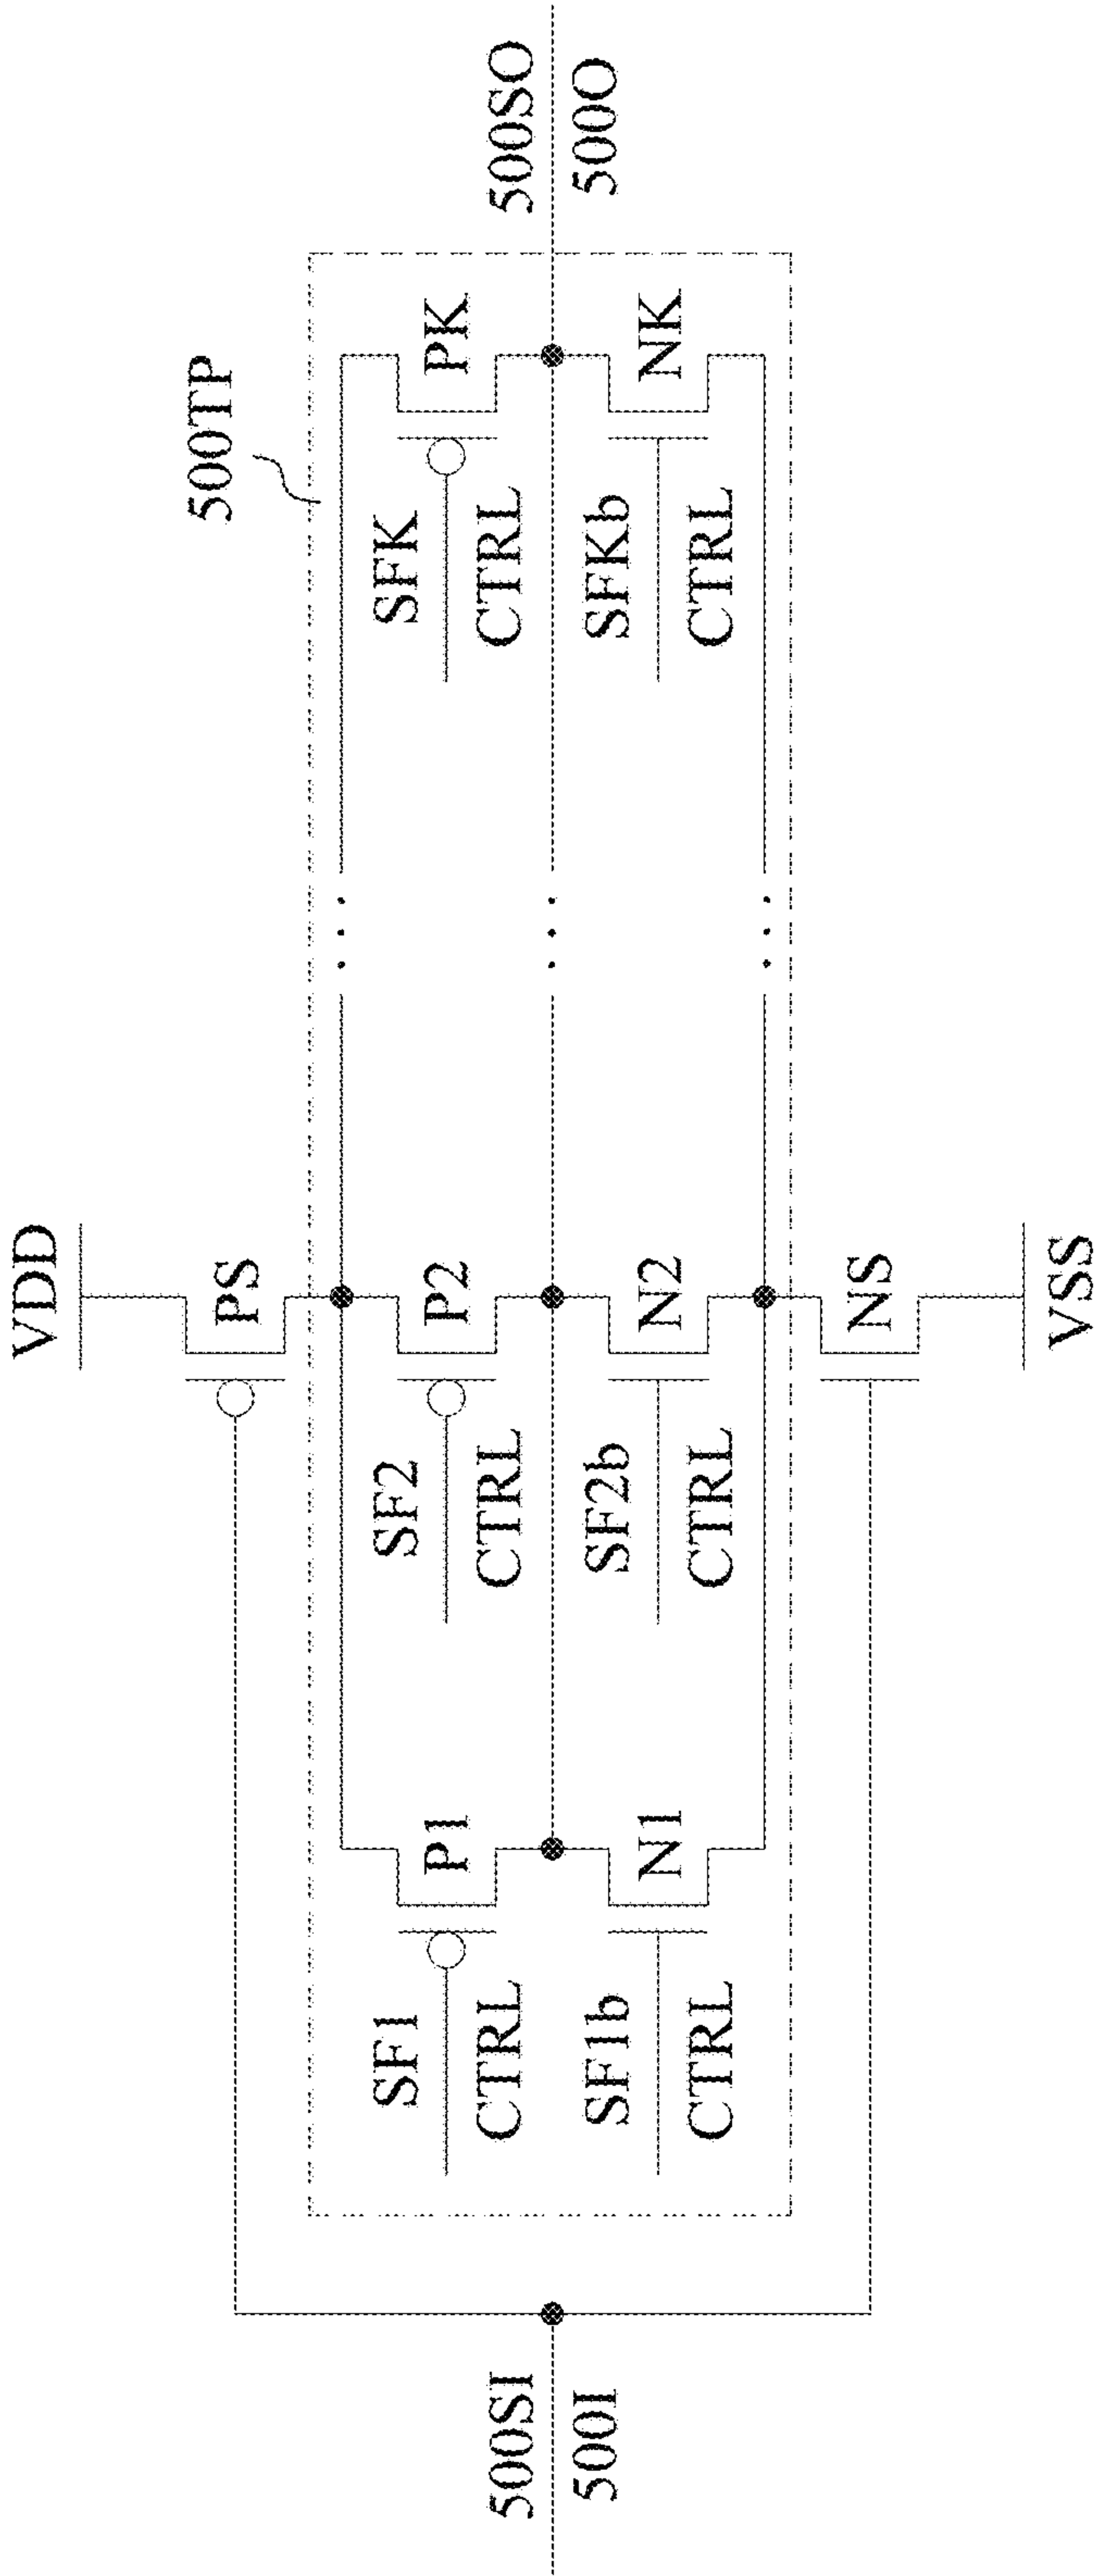 VDD
500TP
PS
SF1
P1
SF2
P2
SFK
PK
CTRL
CTRL
CTRL
500SI
500SO
500I
500O
SF1b
N1
SF2b
N2
SFKb
NK
CTRL
CTRL
CTRL
NS
VSS